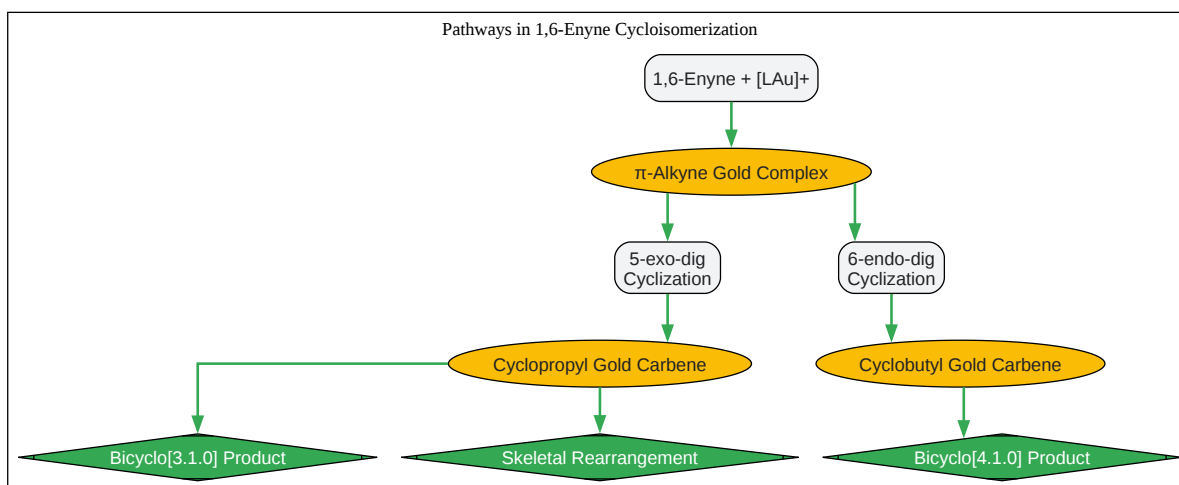 Pathways in 1,6-Enyne Cycloisomerization
1,6-Enyne + [LAu]+
π-Alkyne Gold Complex
5-exo-dig
Cyclization
6-endo-dig
Cyclization
Cyclopropyl Gold Carbene
Cyclobutyl Gold Carbene
Bicyclo[3.1.0] Product
Skeletal Rearrangement
Bicyclo[4.1.0] Product